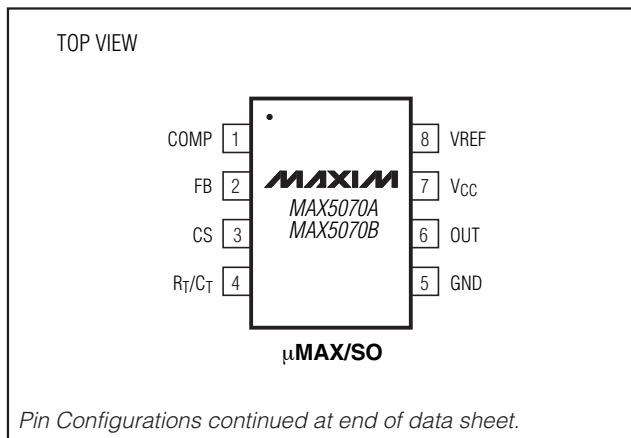 TOP VIEW
COMP 1
8 VREF
FB 2
MAXIM
7 VCC
MAX5070A
CS 3
MAX5070B
6 OUT
RT/CT 4
5 GND
µMAX/SO
Pin Configurations continued at end of data sheet.